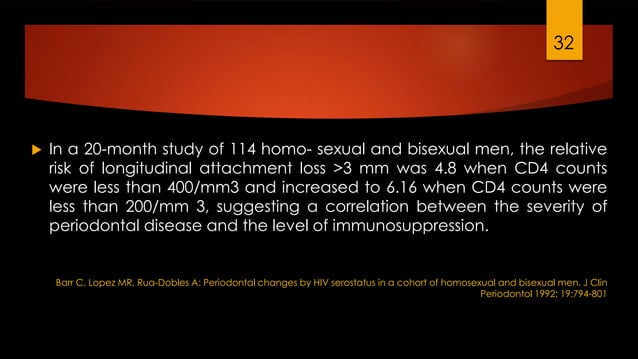 32
In a 20-month study of 114 homo- sexual and bisexual men, the relative
risk of longitudinal attachment loss >3 mm was 4.8 when CD4 counts
were less than 400/mm3 and increased to 6.16 when CD4 counts were
less than 200/mm 3, suggesting a correlation between the severity of
periodontal disease and the level of immunosuppression.
Barr C, Lopez MR, Rua-Dobles A: Periodontal changes by HIV serostatus in a cohort of homosexual and bisexual men. J Clin
Periodontol 1992; 19:794-801